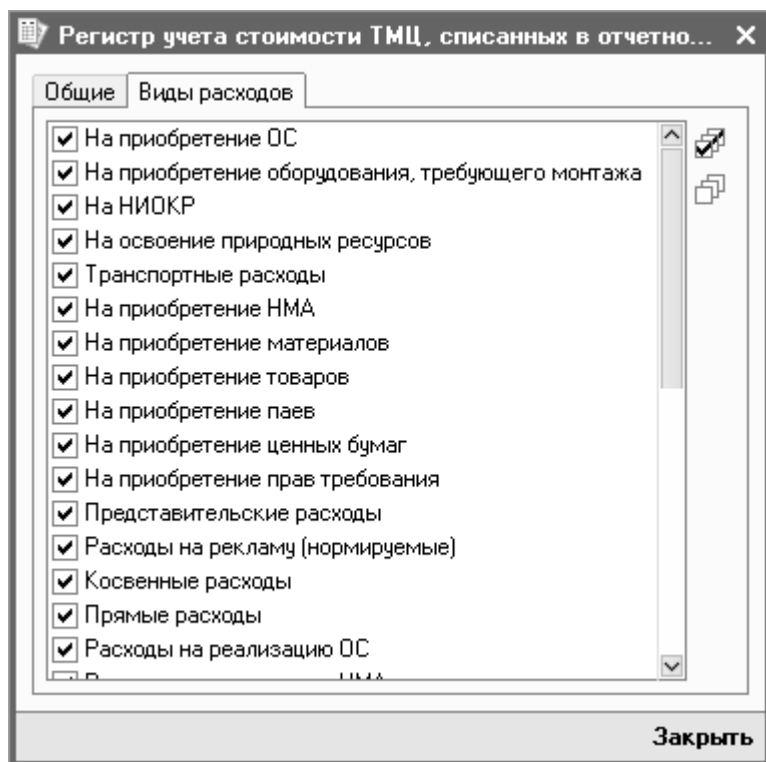 Регистр учета стоимости ТМЦ, списанных в отчетно...
Общие
Виды расходов
На приобретение ОС
На приобретение оборудования, требующего монтажа
На НИОКР
На освоение природных ресурсов
Транспортные расходы
На приобретение НМА
На приобретение материалов
На приобретение товаров
На приобретение паев
На приобретение ценных бумаг
На приобретение прав требования
Представительские расходы
Расходы на рекламу (нормируемые)
Косвенные расходы
Прямые расходы
Расходы на реализацию ОС
Закрыть